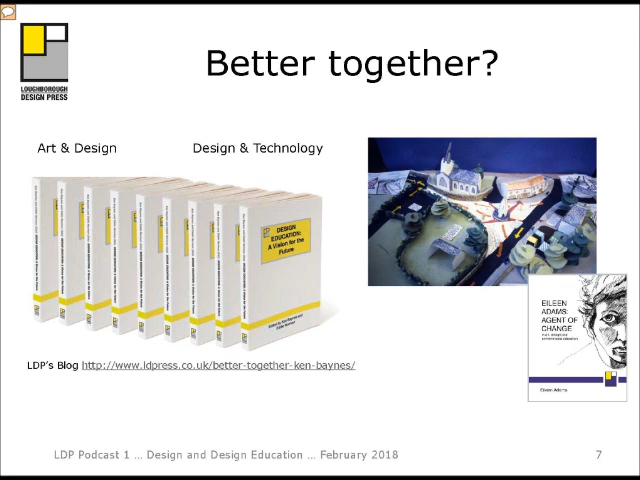 LOUGHBOROUGH
DESIGN PRESS
Better together?
Art & Design
Design & Technology
DESIGN
EDUCATION:
A Vision for the
Future
EILEEN
ADAMS:
AGENT OF
CHANGE
Eileen Adams
LDP's Blog http://www.ldpress.co.uk/better-together-ken-baynes/
LDP Podcast 1 ... Design and Design Education ... February 2018
7